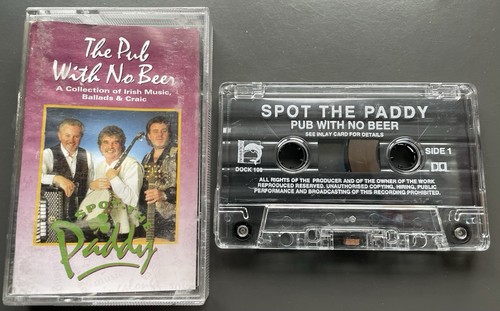 The Pub
With No Beer
A Collection of Irish Music,
Ballads & Craic
SPOT THE
Paddy
SPOT THE PADDY
PUB WITH NO BEER
SEE INLAY CARD FOR DETAILS
DOCK 108
SIDE 1
ALL RIGHTS OF THE PRODUCER AND OF THE OWNER OF THE WORK
REPRODUCED RESERVED. UNAUTHORISED COPYING, HIRING, PUBLIC
PERFORMANCE AND BROADCASTING OF THIS RECORDING PROHIBITED.